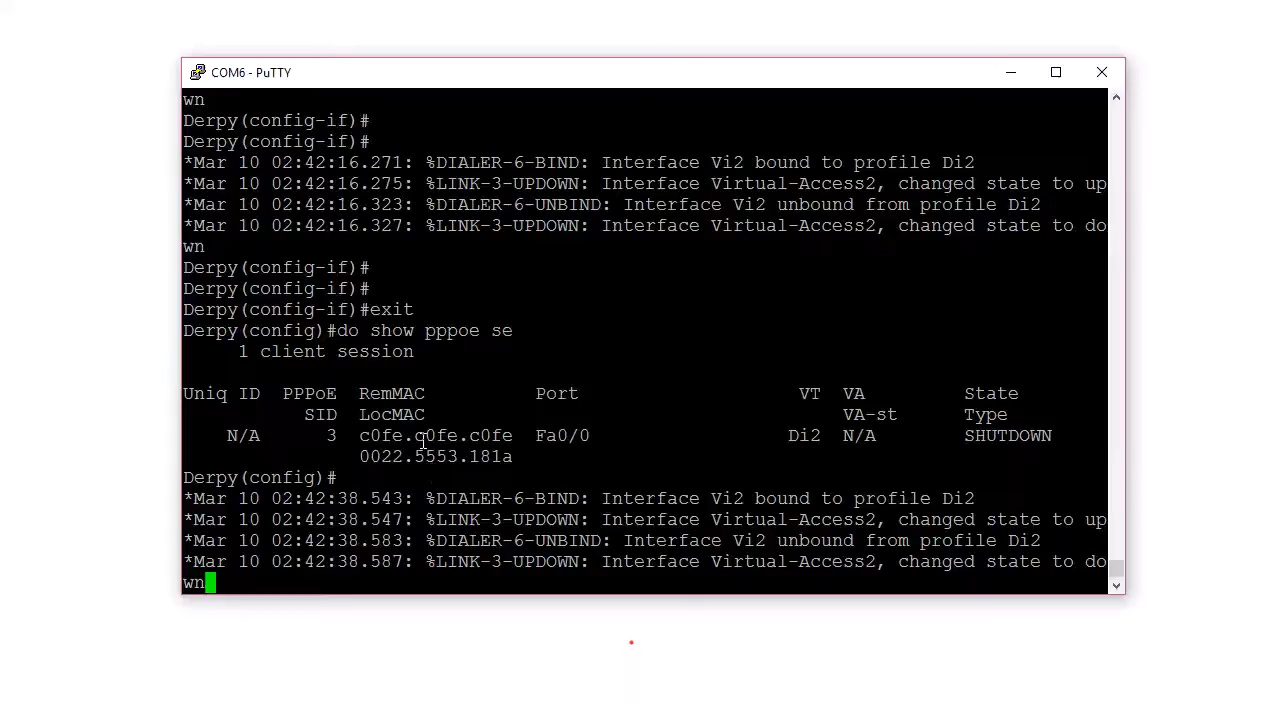 COM6 - PuTTY
wn
Derpy(config-if)#
Derpy(config-if)#
*Mar 10 02:42:16.271: %DIALER-6-BIND: Interface Vi2 bound to profile Di2
*Mar 10 02:42:16.275: %LINK-3-UPDOWN: Interface Virtual-Access2, changed state to up
*Mar 10 02:42:16.323: %DIALER-6-UNBIND: Interface Vi2 unbound from profile Di2
*Mar 10 02:42:16.327: %LINK-3-UPDOWN: Interface Virtual-Access2, changed state to do
wn
Derpy(config-if)#
Derpy(config-if)#
Derpy(config-if)#exit
Derpy(config)#do show pppoe se
1 client session
Uniq ID PPPoE RemMAC Port VT VA State
SID LocMAC VA-st Type
N/A 3 c0fe.c0fe.c0fe Fa0/0 Di2 N/A SHUTDOWN
0022.5553.181a
Derpy(config)#
*Mar 10 02:42:38.543: %DIALER-6-BIND: Interface Vi2 bound to profile Di2
*Mar 10 02:42:38.547: %LINK-3-UPDOWN: Interface Virtual-Access2, changed state to up
*Mar 10 02:42:38.583: %DIALER-6-UNBIND: Interface Vi2 unbound from profile Di2
*Mar 10 02:42:38.587: %LINK-3-UPDOWN: Interface Virtual-Access2, changed state to do
wn